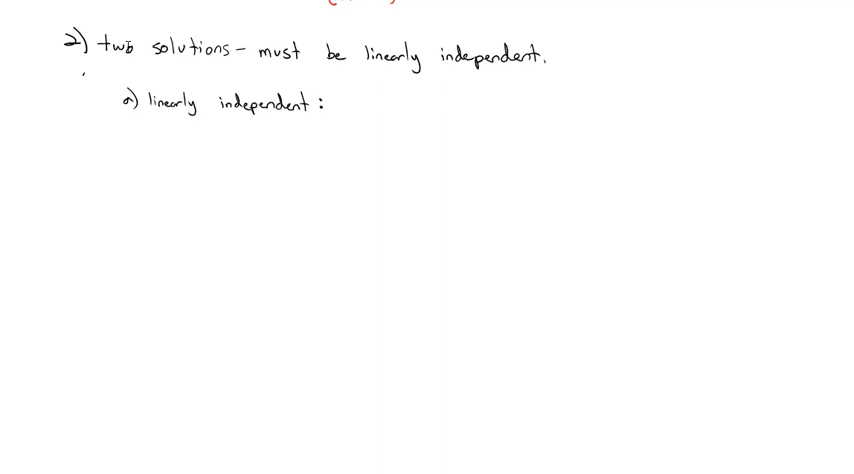 2) two solutions - must be linearly independent.
a) linearly independent: